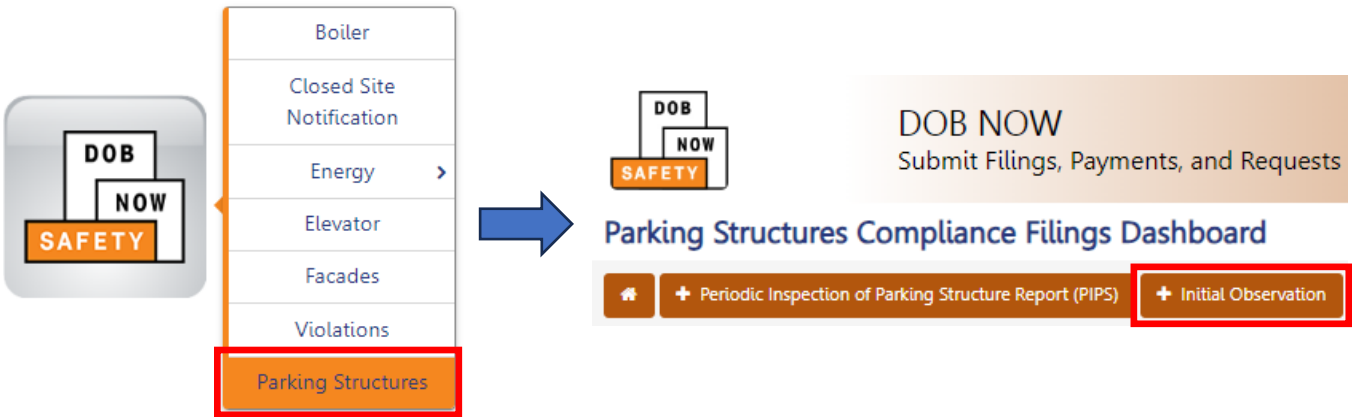 DOB
NOW
SAFETY
Boiler
Closed Site
Notification
Energy
Elevator
Facades
Violations
Parking Structures
DOB
NOW
SAFETY
DOB NOW
Submit Filings, Payments, and Requests
Parking Structures Compliance Filings Dashboard
+ Periodic Inspection of Parking Structure Report (PIPS)
+ Initial Observation